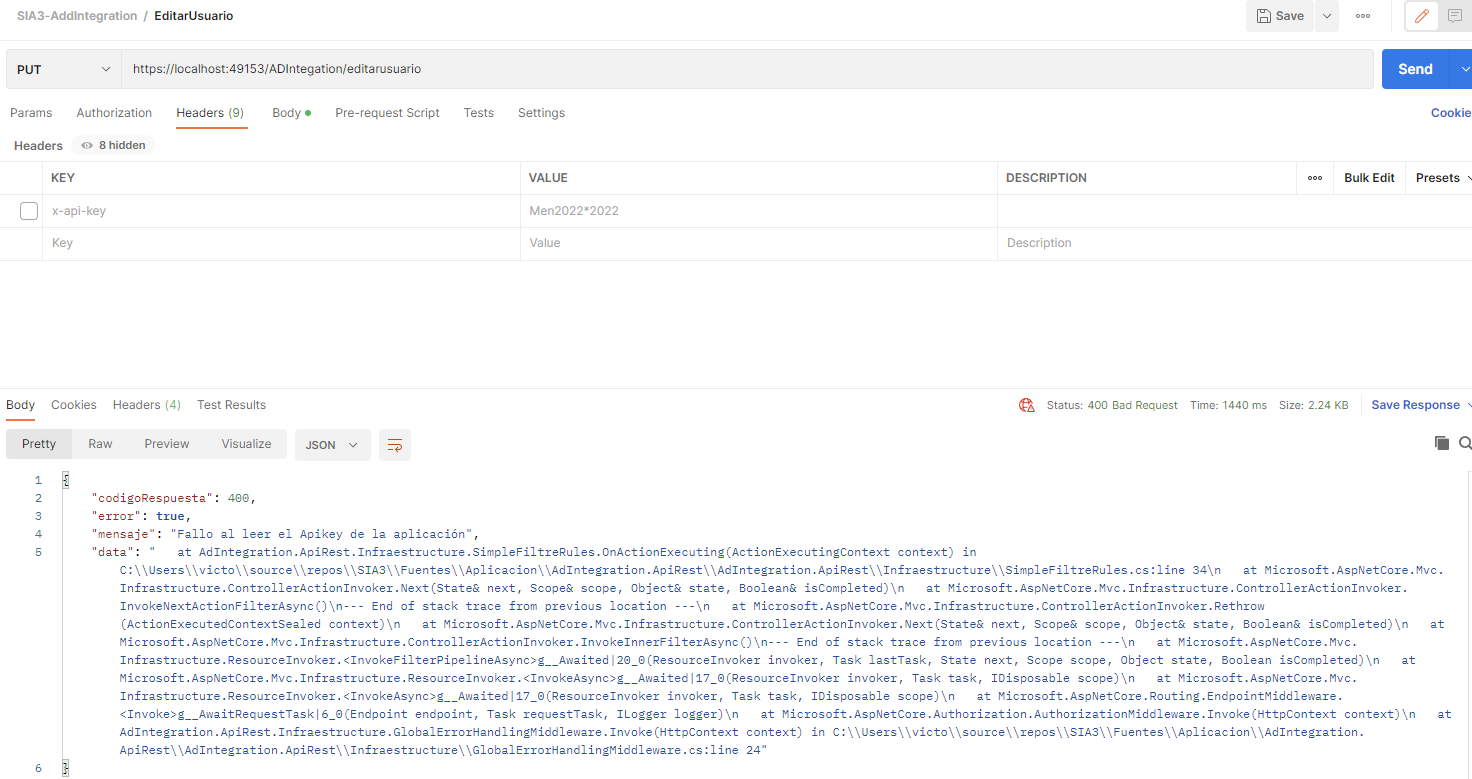 SIA3-AddIntegration / EditarUsuario
Save
PUT
https://localhost:49153/ADIntegation/editarusuario
Send
Params Authorization Headers (9) Body Pre-request Script Tests Settings
Cookie
Headers 8 hidden
KEY VALUE DESCRIPTION Bulk Edit Presets
x-api-key Men2022*2022
Key Value Description
Body Cookies Headers (4) Test Results
Status: 400 Bad Request Time: 1440 ms Size: 2.24 KB Save Response
Pretty Raw Preview Visualize JSON
1 {
2 "codigoRespuesta": 400,
3 "error": true,
4 "mensaje": "Fallo al leer el Apikey de la aplicación",
5 "data": "   at AdIntegration.ApiRest.Infraestructure.SimpleFiltreRules.OnActionExecuting(ActionExecutingContext context) in
C:\\Users\\victo\\source\\repos\\SIA3\\Fuentes\\Aplicacion\\AdIntegration.ApiRest\\AdIntegration.ApiRest\\Infraestructure\\SimpleFiltreRules.cs:line 34\n   at Microsoft.AspNetCore.Mvc.
Infrastructure.ControllerActionInvoker.Next(State& next, Scope& scope, Object& state, Boolean& isCompleted)\n   at Microsoft.AspNetCore.Mvc.Infrastructure.ControllerActionInvoker.
InvokeNextActionFilterAsync()\n--- End of stack trace from previous location ---\n   at Microsoft.AspNetCore.Mvc.Infrastructure.ControllerActionInvoker.Rethrow
(ActionExecutedContextSealed context)\n   at Microsoft.AspNetCore.Mvc.Infrastructure.ControllerActionInvoker.Next(State& next, Scope& scope, Object& state, Boolean& isCompleted)\n   at
Microsoft.AspNetCore.Mvc.Infrastructure.ControllerActionInvoker.InvokeInnerFilterAsync()\n--- End of stack trace from previous location ---\n   at Microsoft.AspNetCore.Mvc.
Infrastructure.ResourceInvoker.<InvokeFilterPipelineAsync>g__Awaited|20_0(ResourceInvoker invoker, Task lastTask, State next, Scope scope, Object state, Boolean isCompleted)\n   at
Microsoft.AspNetCore.Mvc.Infrastructure.ResourceInvoker.<InvokeAsync>g__Awaited|17_0(ResourceInvoker invoker, Task task, IDisposable scope)\n   at Microsoft.AspNetCore.Mvc.
Infrastructure.ResourceInvoker.<InvokeAsync>g__Awaited|17_0(ResourceInvoker invoker, Task task, IDisposable scope)\n   at Microsoft.AspNetCore.Routing.EndpointMiddleware.
<Invoke>g__AwaitRequestTask|6_0(Endpoint endpoint, Task requestTask, ILogger logger)\n   at Microsoft.AspNetCore.Authorization.AuthorizationMiddleware.Invoke(HttpContext context)\n   at
AdIntegration.ApiRest.Infraestructure.GlobalErrorHandlingMiddleware.Invoke(HttpContext context) in C:\\Users\\victo\\source\\repos\\SIA3\\Fuentes\\Aplicacion\\AdIntegration.
ApiRest\\AdIntegration.ApiRest\\Infraestructure\\GlobalErrorHandlingMiddleware.cs:line 24"
6 }